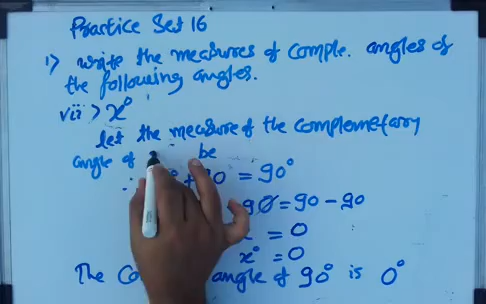 Practice Set 16
1) write the measures of comple. angles of
the following angles.
vii > x°
let the measure of the complemetary
angle of be
+ 90 = 90°
90 = 90 - 90
= 0
x° = 0
The angle of 90° is 0°